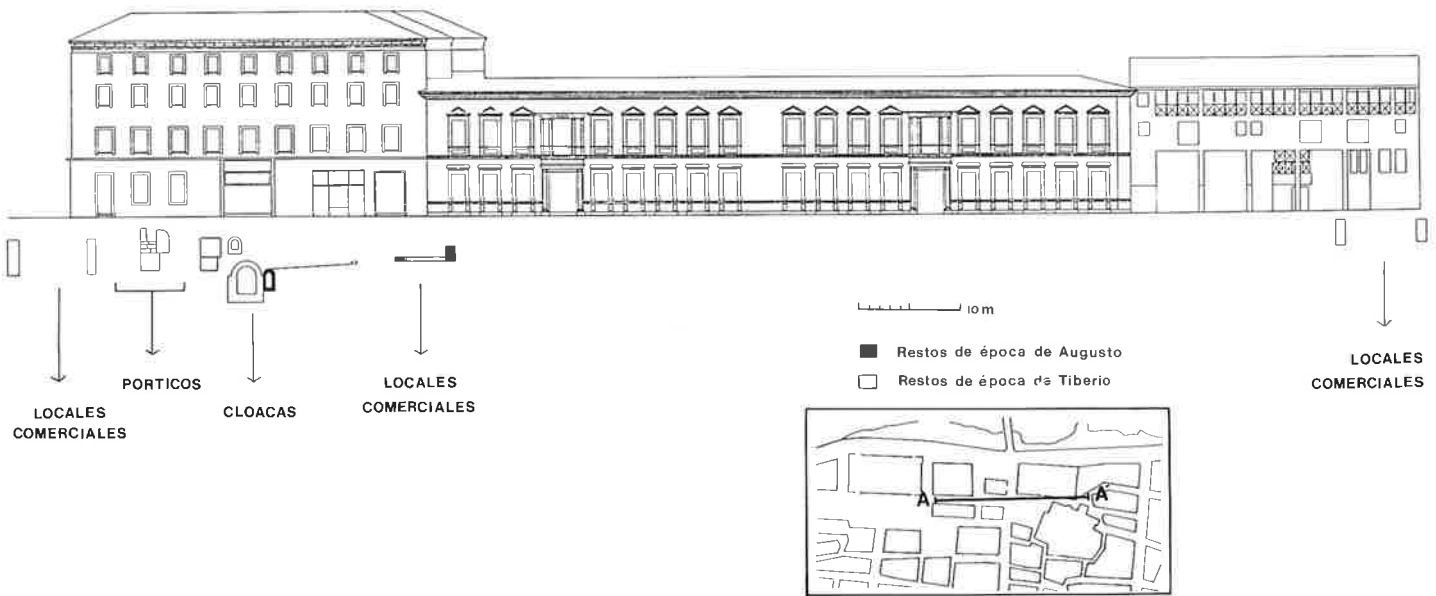 10 m
Restos de época de Augusto
Restos de época de Tiberio
PORTICOS
CLOACAS
LOCALES
COMERCIALES
LOCALES
COMERCIALES
LOCALES
COMERCIALES
A
A'